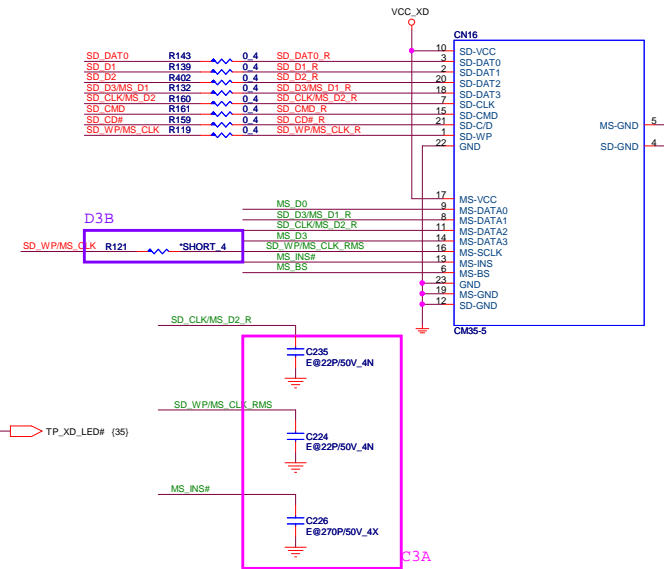 VCC_XD
CN16
SD_DAT0 R143 0_4 SD_DAT0_R 3 SD-DAT0
10 SD-VCC
SD_D1 R139 0_4 SD_D1_R 2 SD-DAT1
SD_D2 R402 0_4 SD_D2_R 20 SD-DAT2
SD_D3/MS_D1 R132 0_4 SD_D3/MS_D1_R 18 SD-DAT3
SD_CLK/MS_D2 R160 0_4 SD_CLK/MS_D2_R 7 SD-CLK
SD_CMD R161 0_4 SD_CMD_R 15 SD-CMD
SD_CD# R159 0_4 SD_CD#_R 21 SD-C/D
SD_WP/MS_CLK R119 0_4 SD_WP/MS_CLK_R 1 SD-WP
22 GND
MS-GND 5
SD-GND 4
17 MS-VCC
MS_D0 9 MS-DATA0
SD_D3/MS_D1_R 8 MS-DATA1
SD_CLK/MS_D2_R 11 MS-DATA2
MS_D3 14 MS-DATA3
D3B
SD_WP/MS_CLK R121 *SHORT_4 SD_WP/MS_CLK_RMS 16 MS-SCLK
MS_INS# 13 MS-INS
MS_BS 6 MS-BS
23 GND
19 MS-GND
12 SD-GND
CM35-5
SD_CLK/MS_D2_R
C235
E@22P/50V_4N
SD_WP/MS_CLK_RMS
TP_XD_LED# {35}
C224
E@22P/50V_4N
MS_INS#
C226
E@270P/50V_4X
C3A